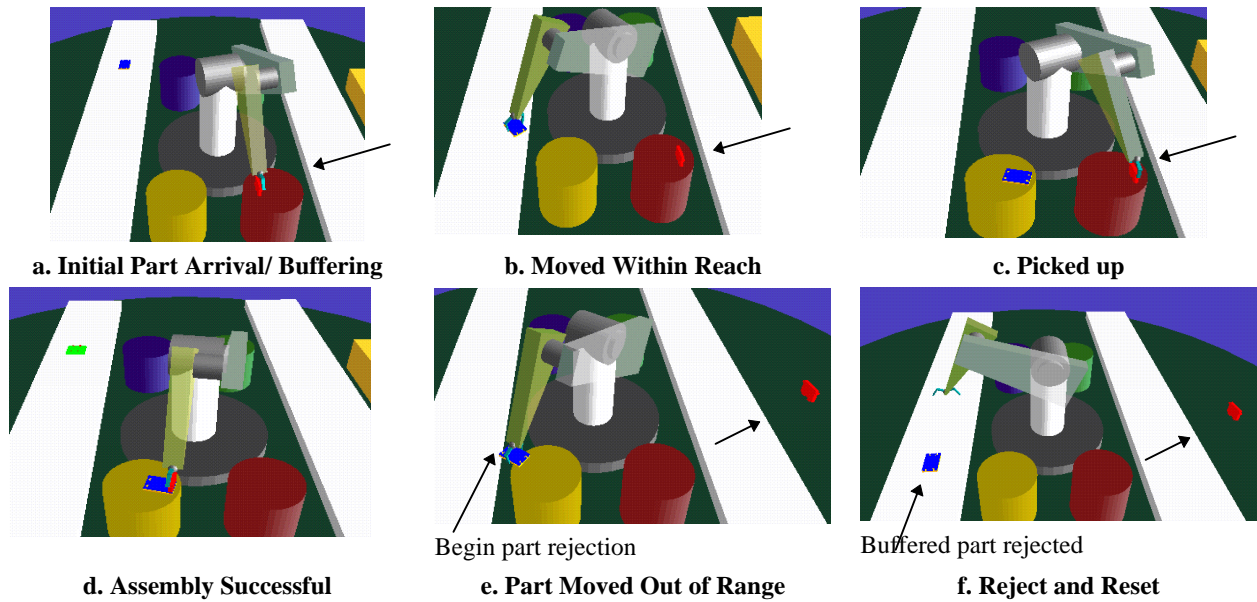 a. Initial Part Arrival/ Buffering
b. Moved Within Reach
c. Picked up
Begin part rejection
Buffered part rejected
d. Assembly Successful
e. Part Moved Out of Range
f. Reject and Reset